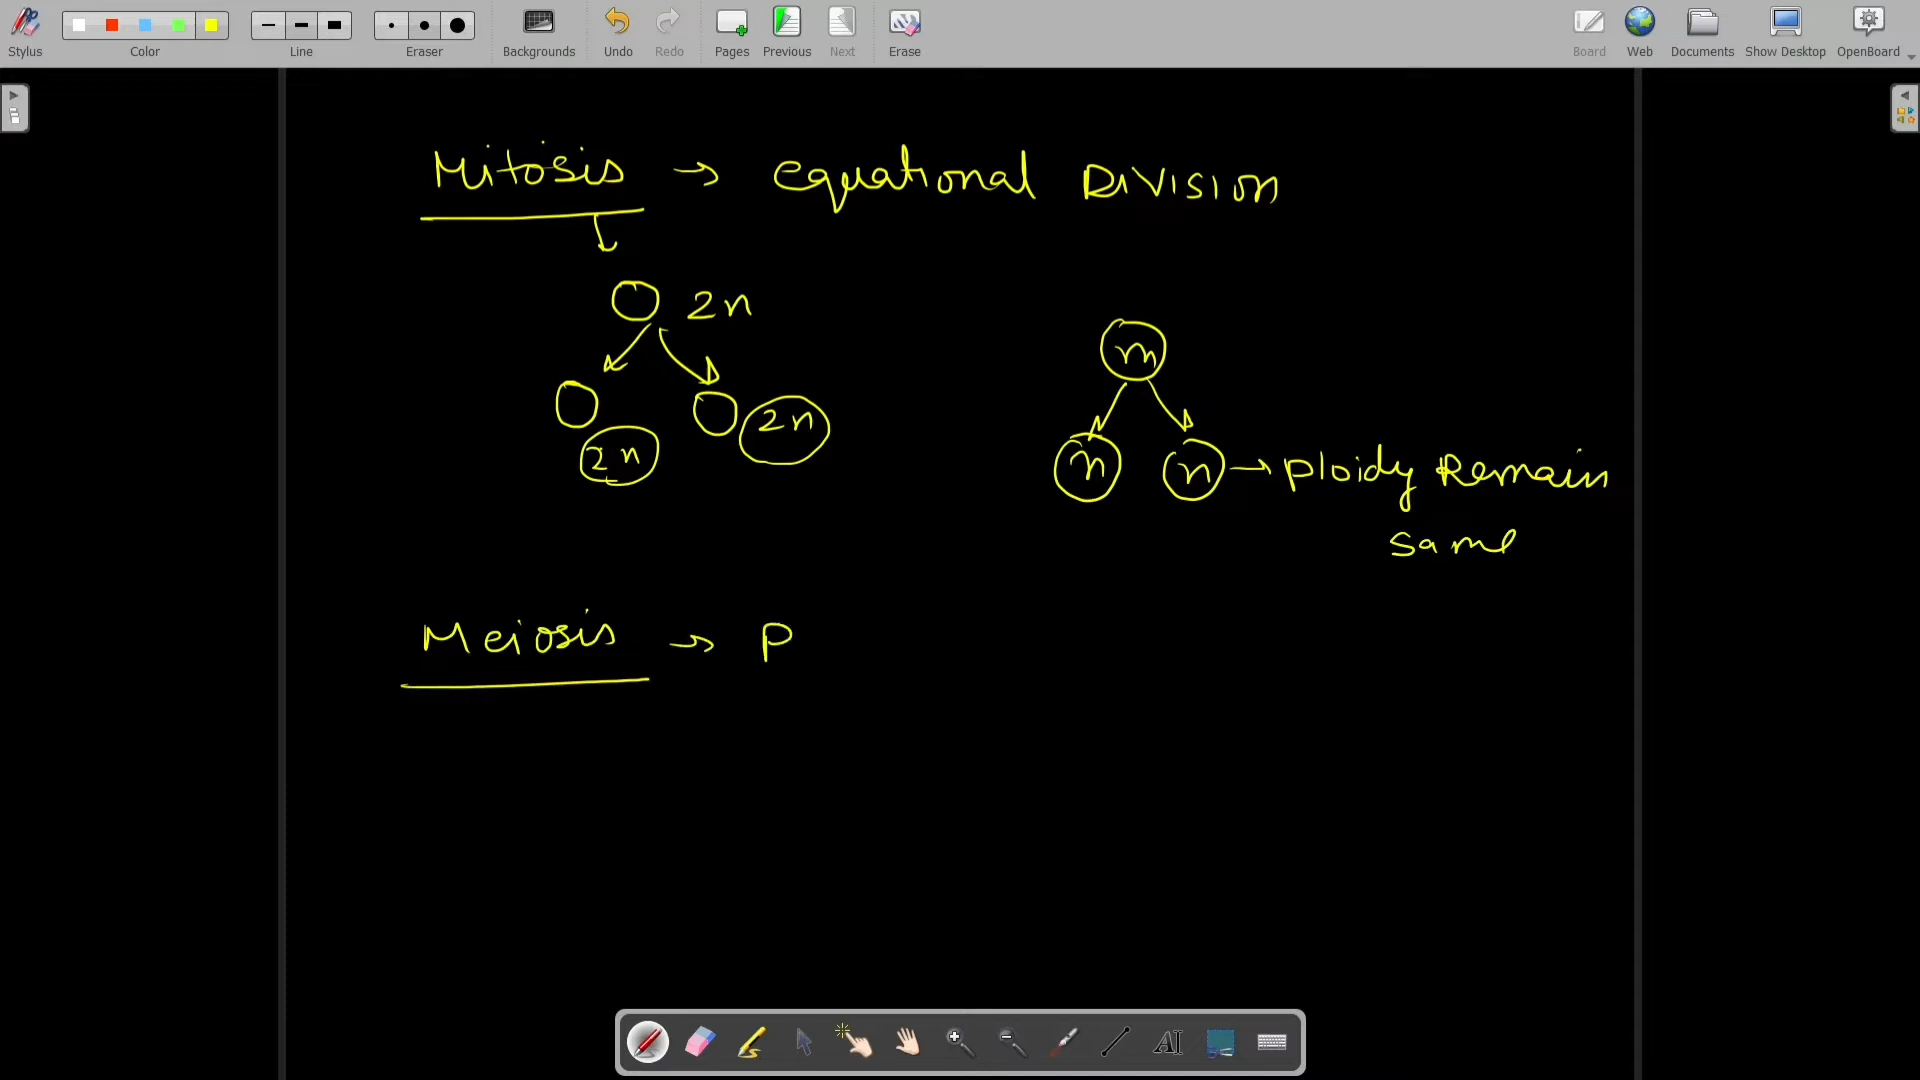 Stylus Color Line Eraser Backgrounds Undo Redo Pages Previous Next Erase Board Web Documents Show Desktop OpenBoard
Mitosis → equational DIVISION
2n
m
2n 2n
n n → Ploidy Remain
same
Meiosis → P